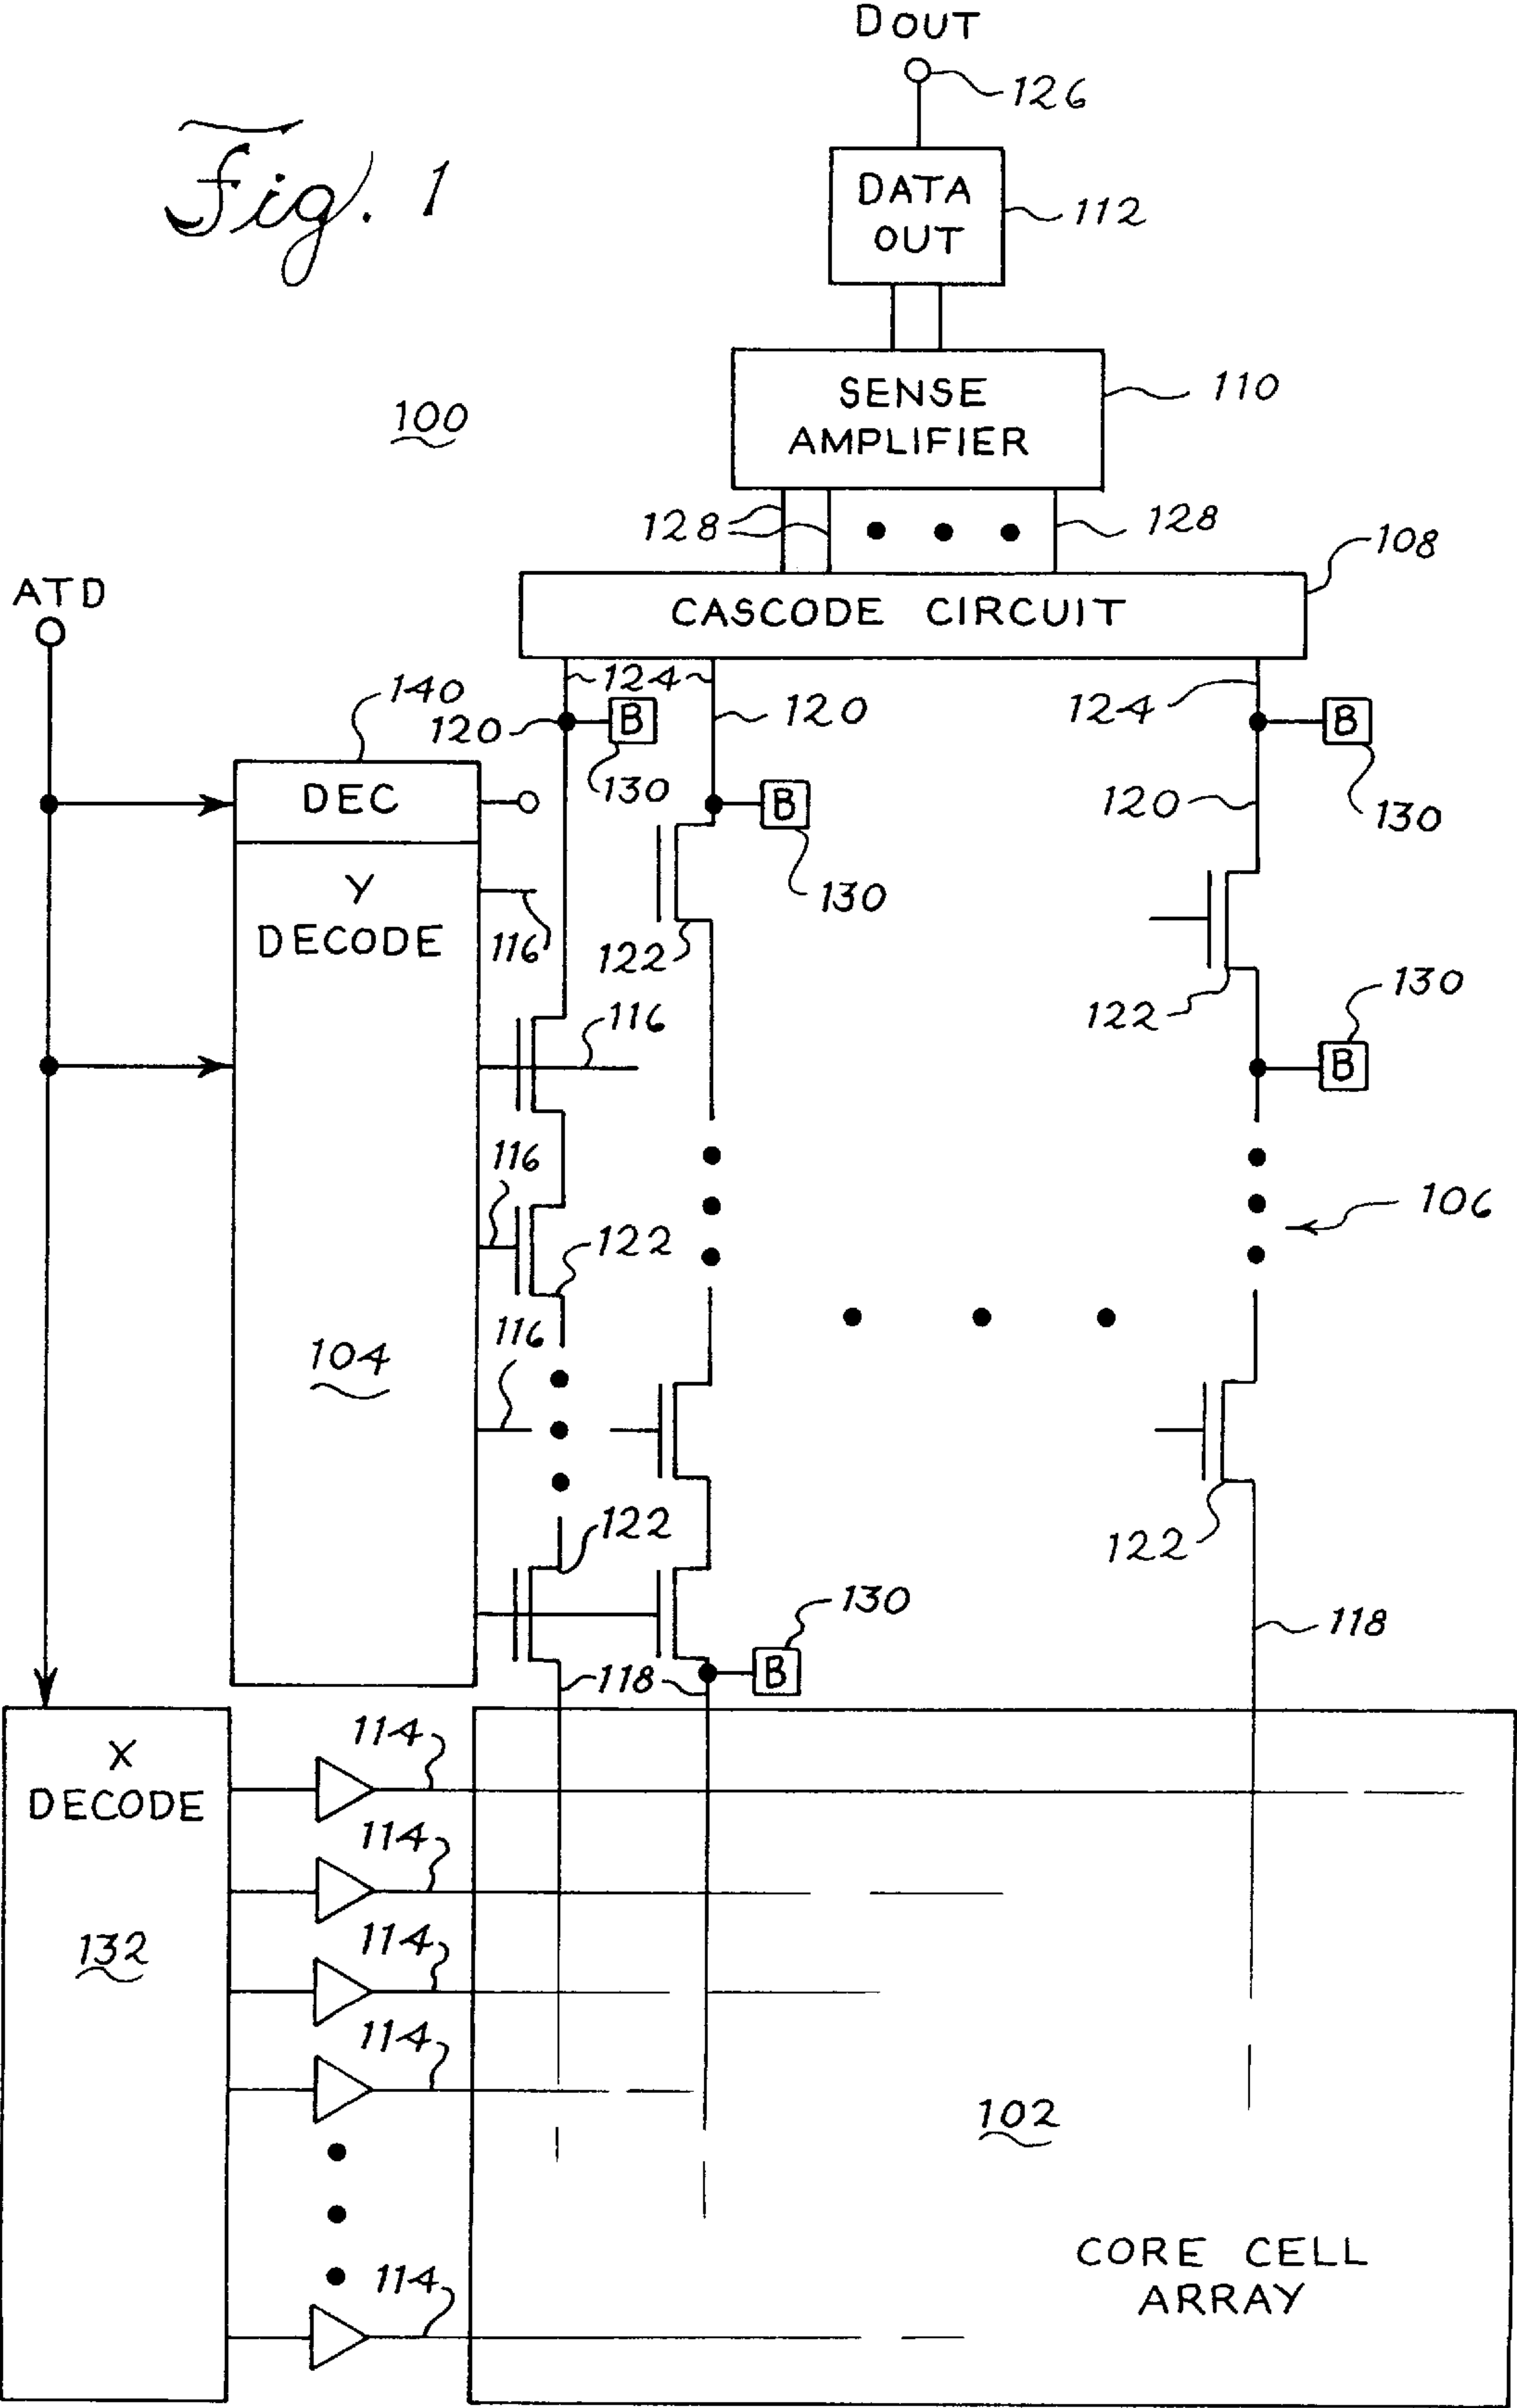 DOUT
126
Fig. 1
DATA
OUT
112
100
SENSE
AMPLIFIER
110
128
128
108
ATD
CASCODE CIRCUIT
140
124
124
120
120
B
B
130
130
DEC
B
120
130
130
Y
DECODE
116
122
122
130
116
B
116
106
122
116
104
122
122
130
118
B
118
X
DECODE
114
114
132
114
114
102
114
CORE CELL
ARRAY